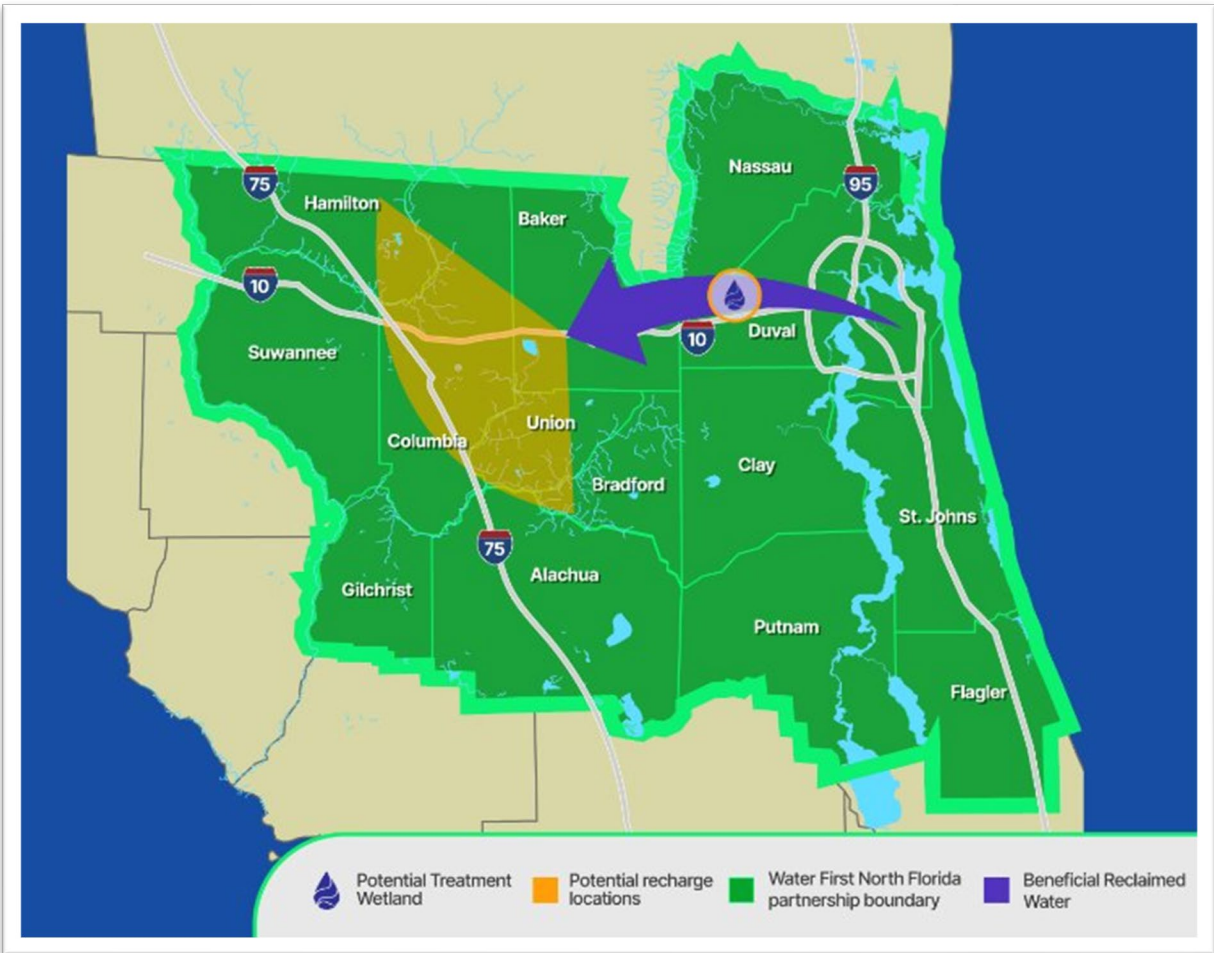 Nassau
75
95
Hamilton
Baker
10
10
Duval
Suwannee
Union
Columbia
Clay
Bradford
St. Johns
75
Alachua
Gilchrist
Putnam
Flagler
Potential Treatment
Wetland
Potential recharge
locations
Water First North Florida
partnership boundary
Beneficial Reclaimed
Water